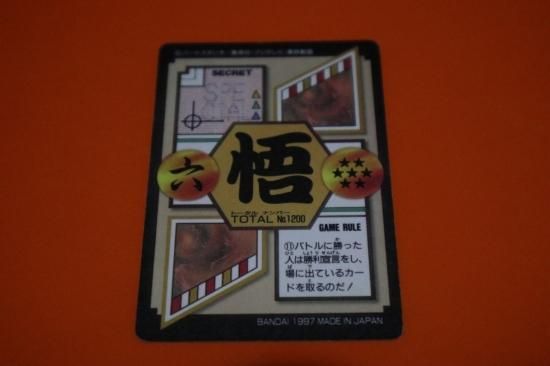 SECRET
六
悟
トータル ナンバー
TOTAL №1200
GAME RULE
⑪バトルに勝った
人は勝利宣言をし、
場に出ているカー
ドを取るのだ！
BANDAI 1997 MADE IN JAPAN